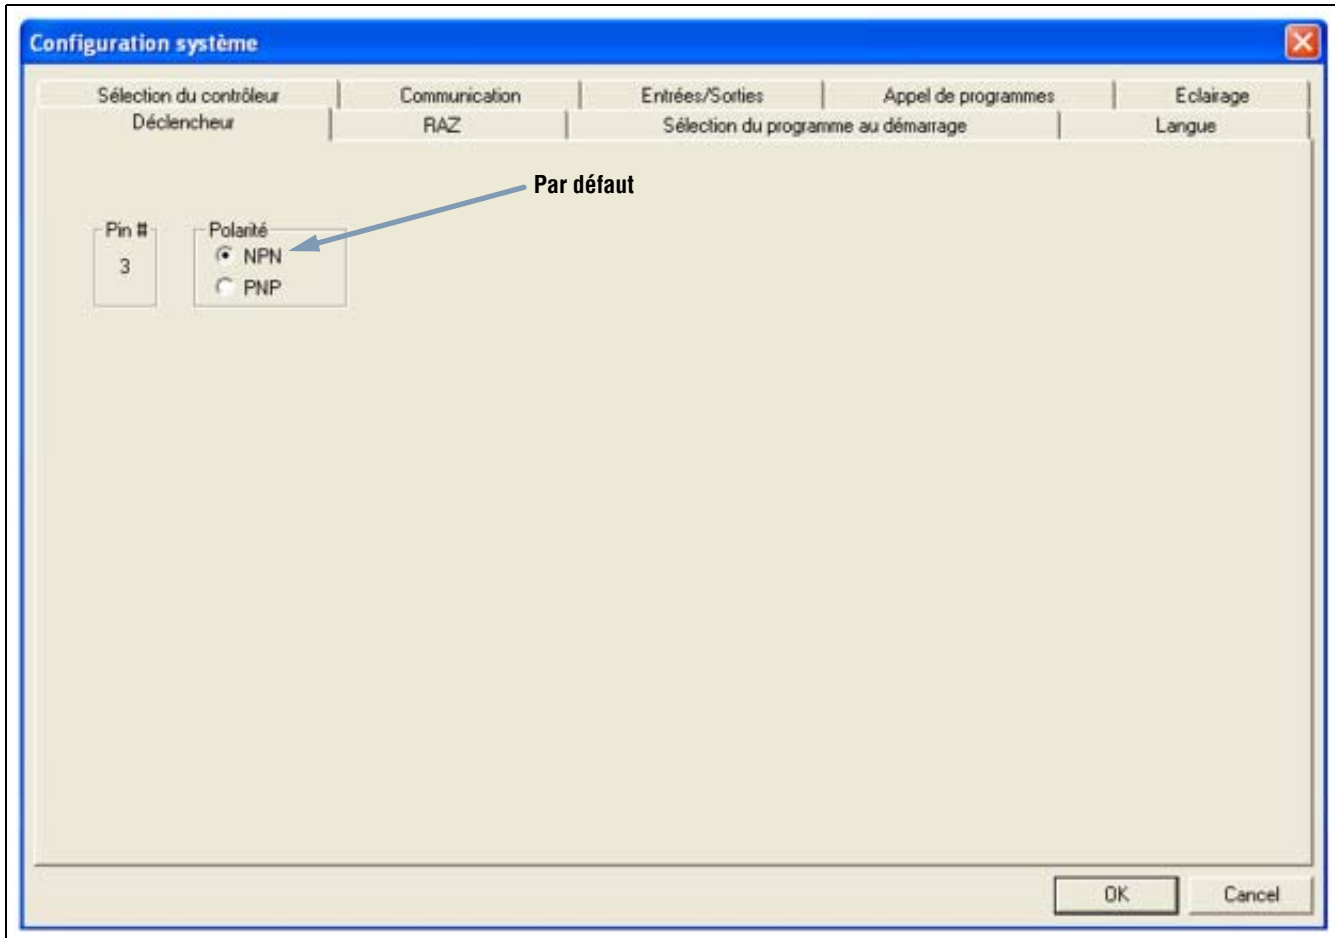 Configuration système
Sélection du contrôleur Communication Entrées/Sorties Appel de programmes Eclairage
Déclencheur RAZ Sélection du programme au démarrage Langue
Par défaut
Pin # Polarité
3 NPN
PNP
OK Cancel